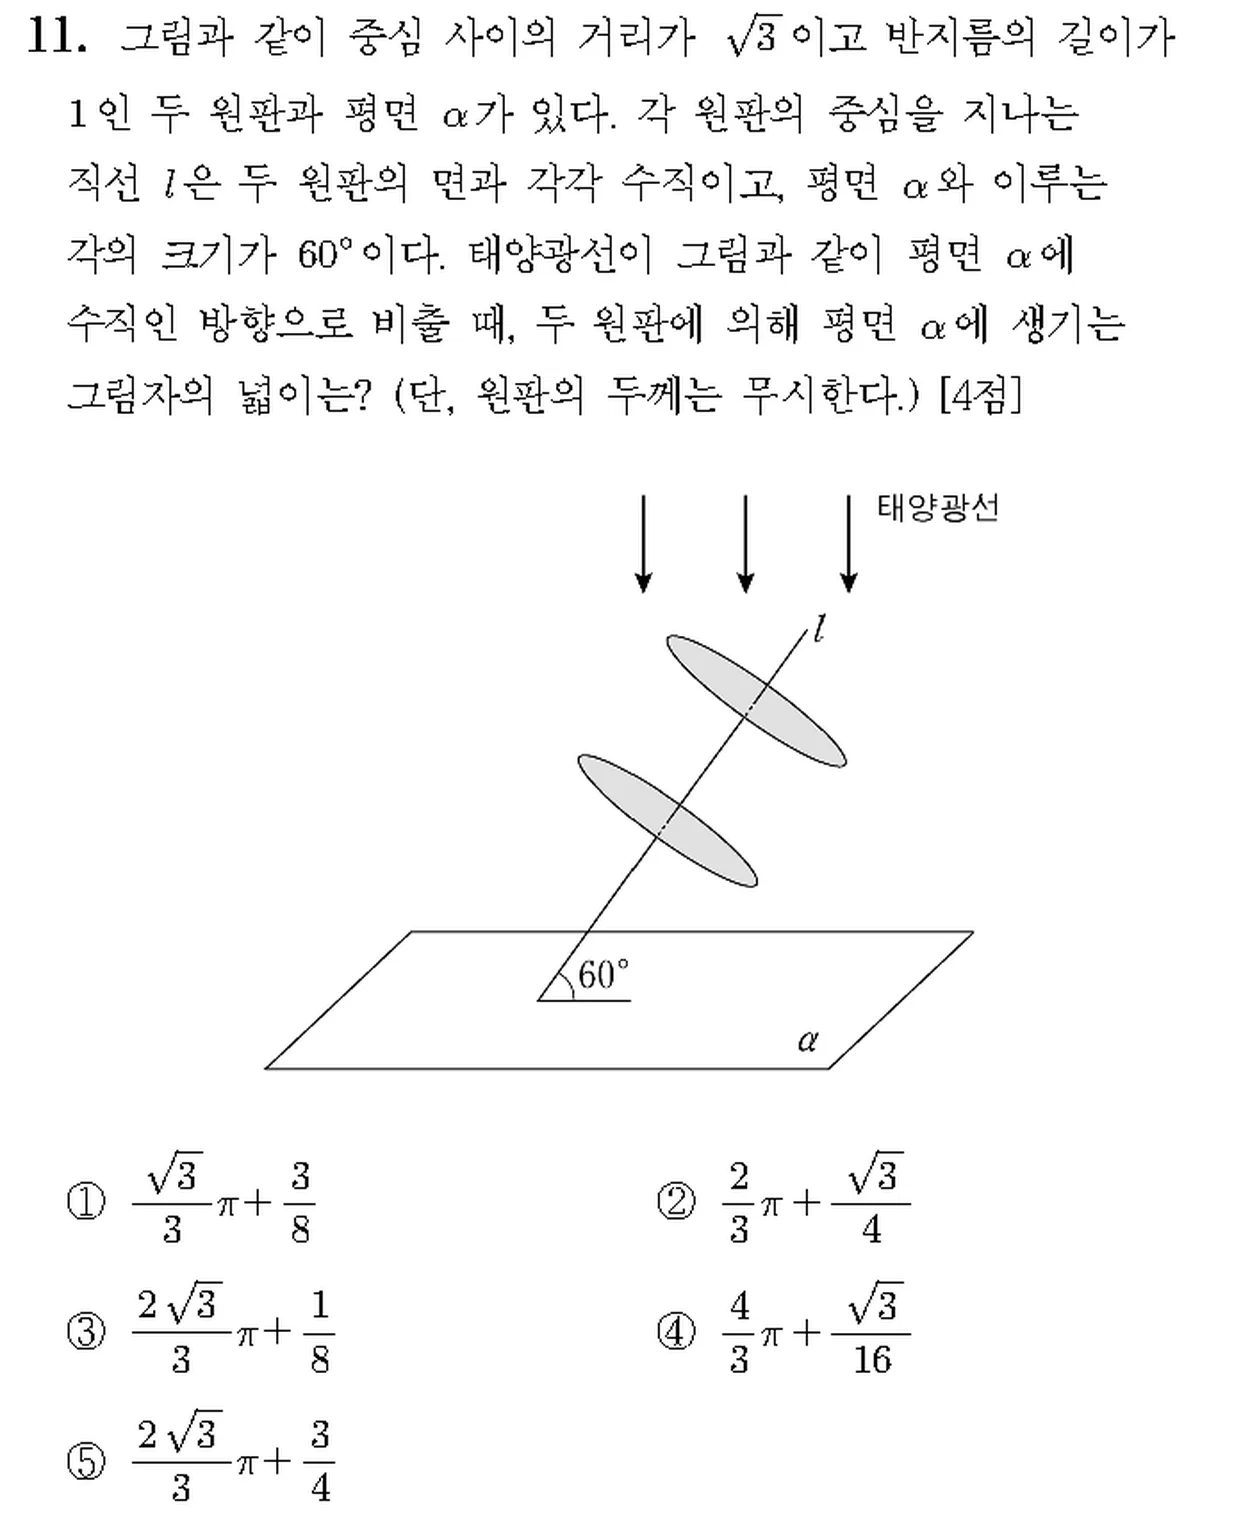 11. 그림과 같이 중심 사이의 거리가 √3 이고 반지름의 길이가
1인 두 원판과 평면 α가 있다. 각 원판의 중심을 지나는
직선 l은 두 원판의 면과 각각 수직이고, 평면 α와 이루는
각의 크기가 60°이다. 태양광선이 그림과 같이 평면 α에
수직인 방향으로 비출 때, 두 원판에 의해 평면 α에 생기는
그림자의 넓이는? (단, 원판의 두께는 무시한다.) [4점]
태양광선
l
60°
α
① √3/3 π + 3/8
② 2/3 π + √3/4
③ 2√3/3 π + 1/8
④ 4/3 π + √3/16
⑤ 2√3/3 π + 3/4